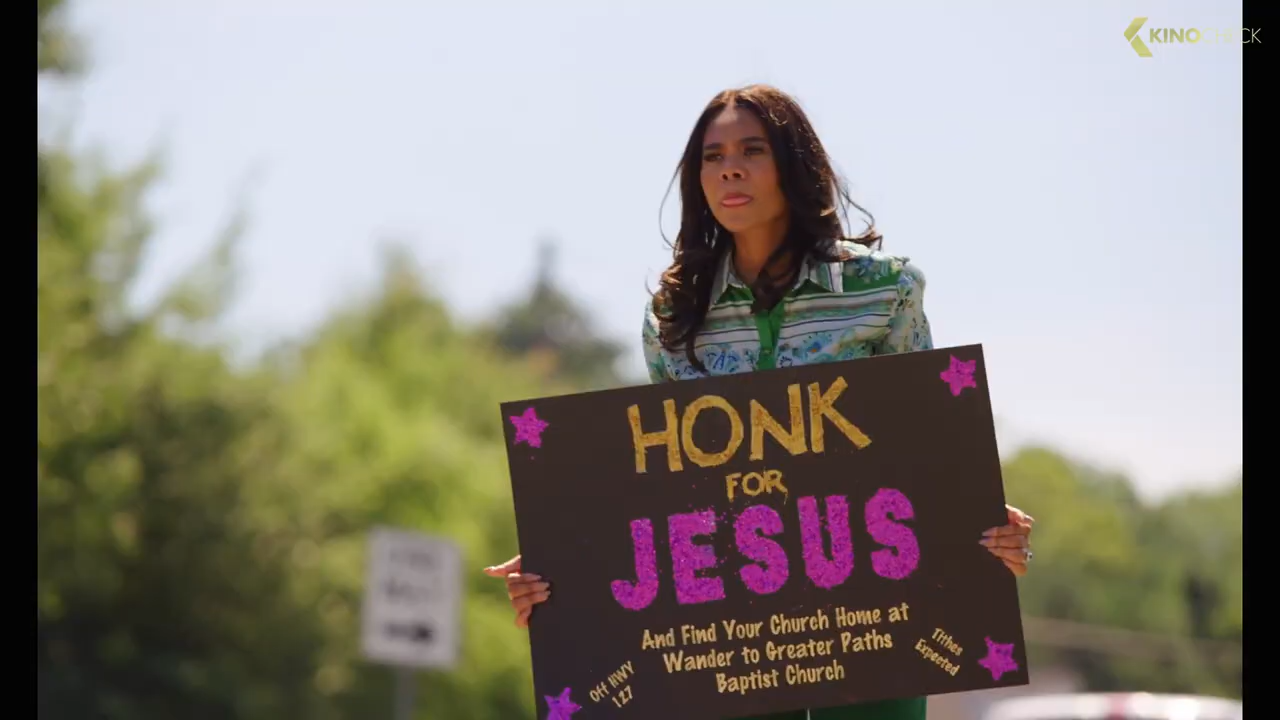 KINOCHECK
HONK
FOR
JESUS
And Find Your Church Home at
Wander to Greater Paths
Baptist Church
Off HWY
127
Tithes
Expected